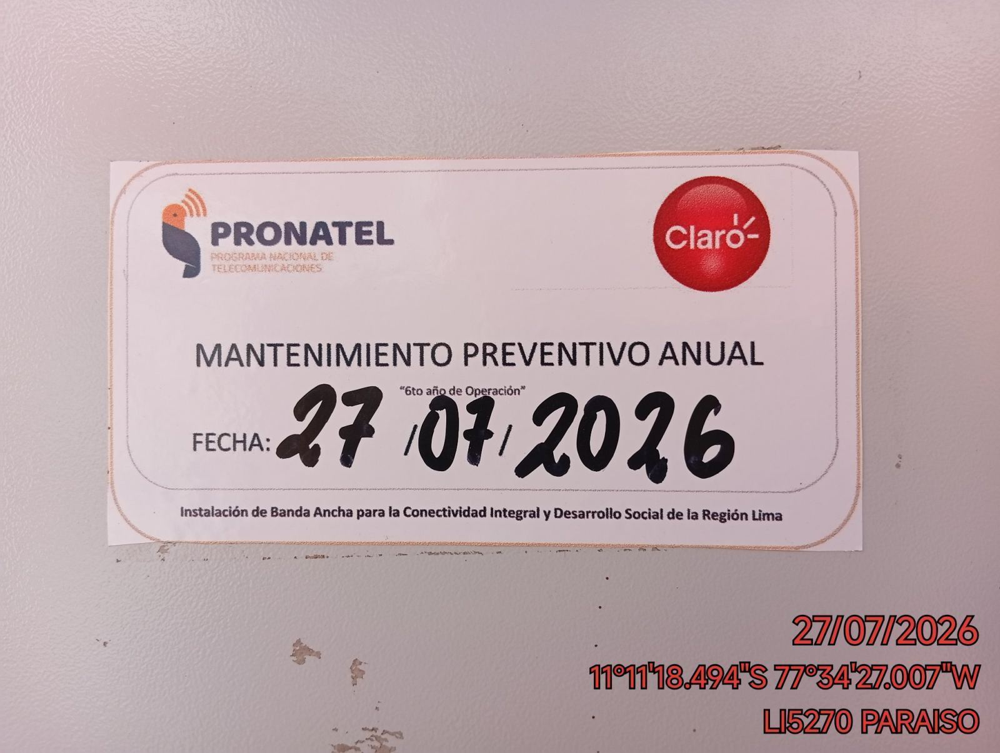 PRONATEL
PROGRAMA NACIONAL DE
TELECOMUNICACIONES
Claro
MANTENIMIENTO PREVENTIVO ANUAL
"6to año de Operación"
FECHA: 27/07/2026
Instalación de Banda Ancha para la Conectividad Integral y Desarrollo Social de la Región Lima
27/07/2026
11°11'18.494"S 77°34'27.007"W
LI5270 PARAISO